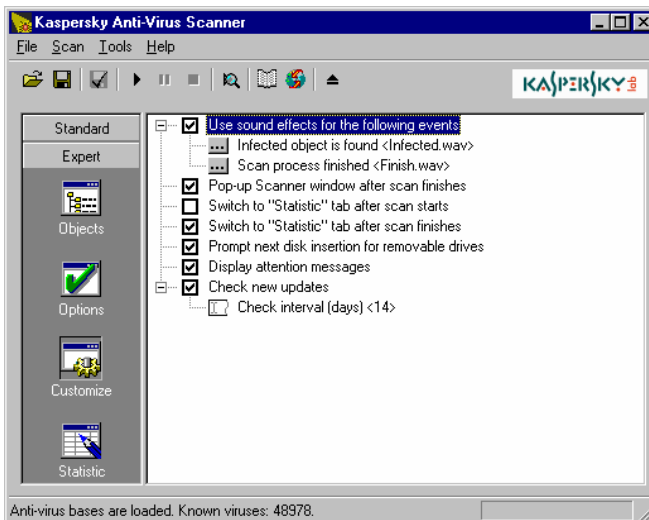 Kaspersky Anti-Virus Scanner
File Scan Tools Help
KASPERSKY lab
Standard
Expert
Objects
Options
Customize
Statistic
Use sound effects for the following events
... Infected object is found <Infected.wav>
... Scan process finished <Finish.wav>
Pop-up Scanner window after scan finishes
Switch to "Statistic" tab after scan starts
Switch to "Statistic" tab after scan finishes
Prompt next disk insertion for removable drives
Display attention messages
Check new updates
Check interval (days) <14>
Anti-virus bases are loaded. Known viruses: 48978.